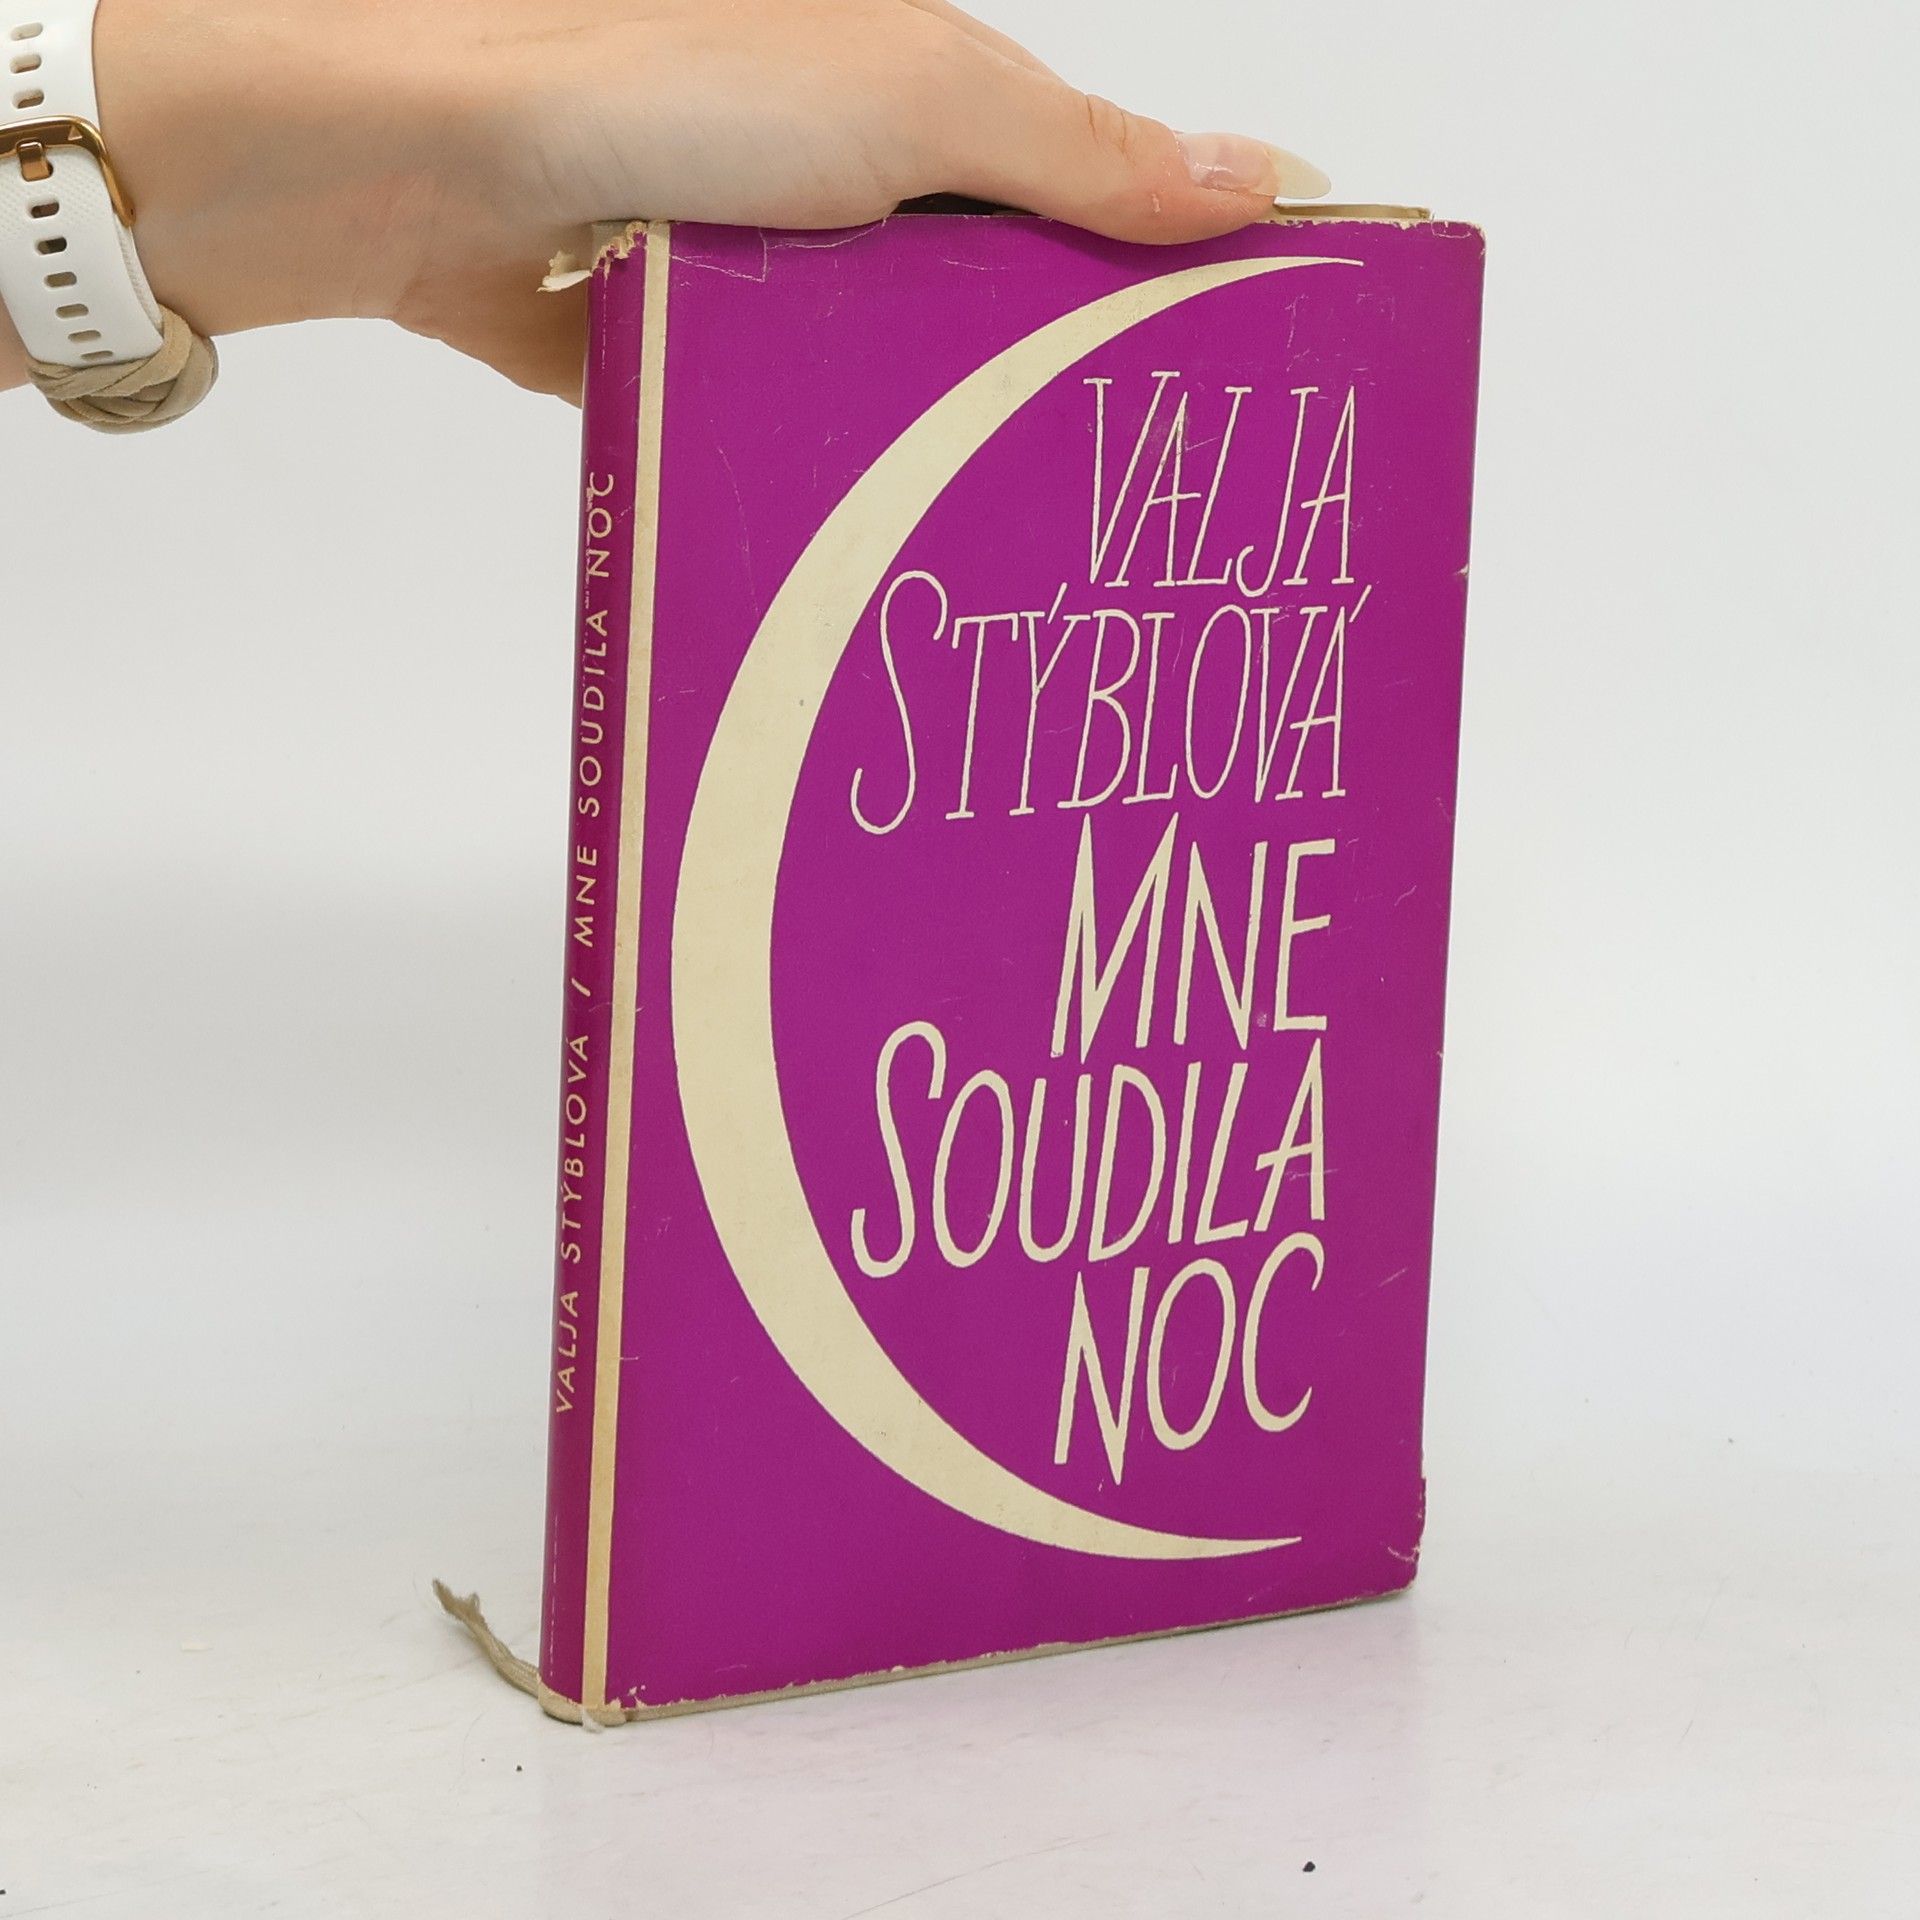 VALJA
STÝBLOVÁ
MNE
SOUDILA
NOC
VALJA STÝBLOVÁ / MNE SOUDILA NOC